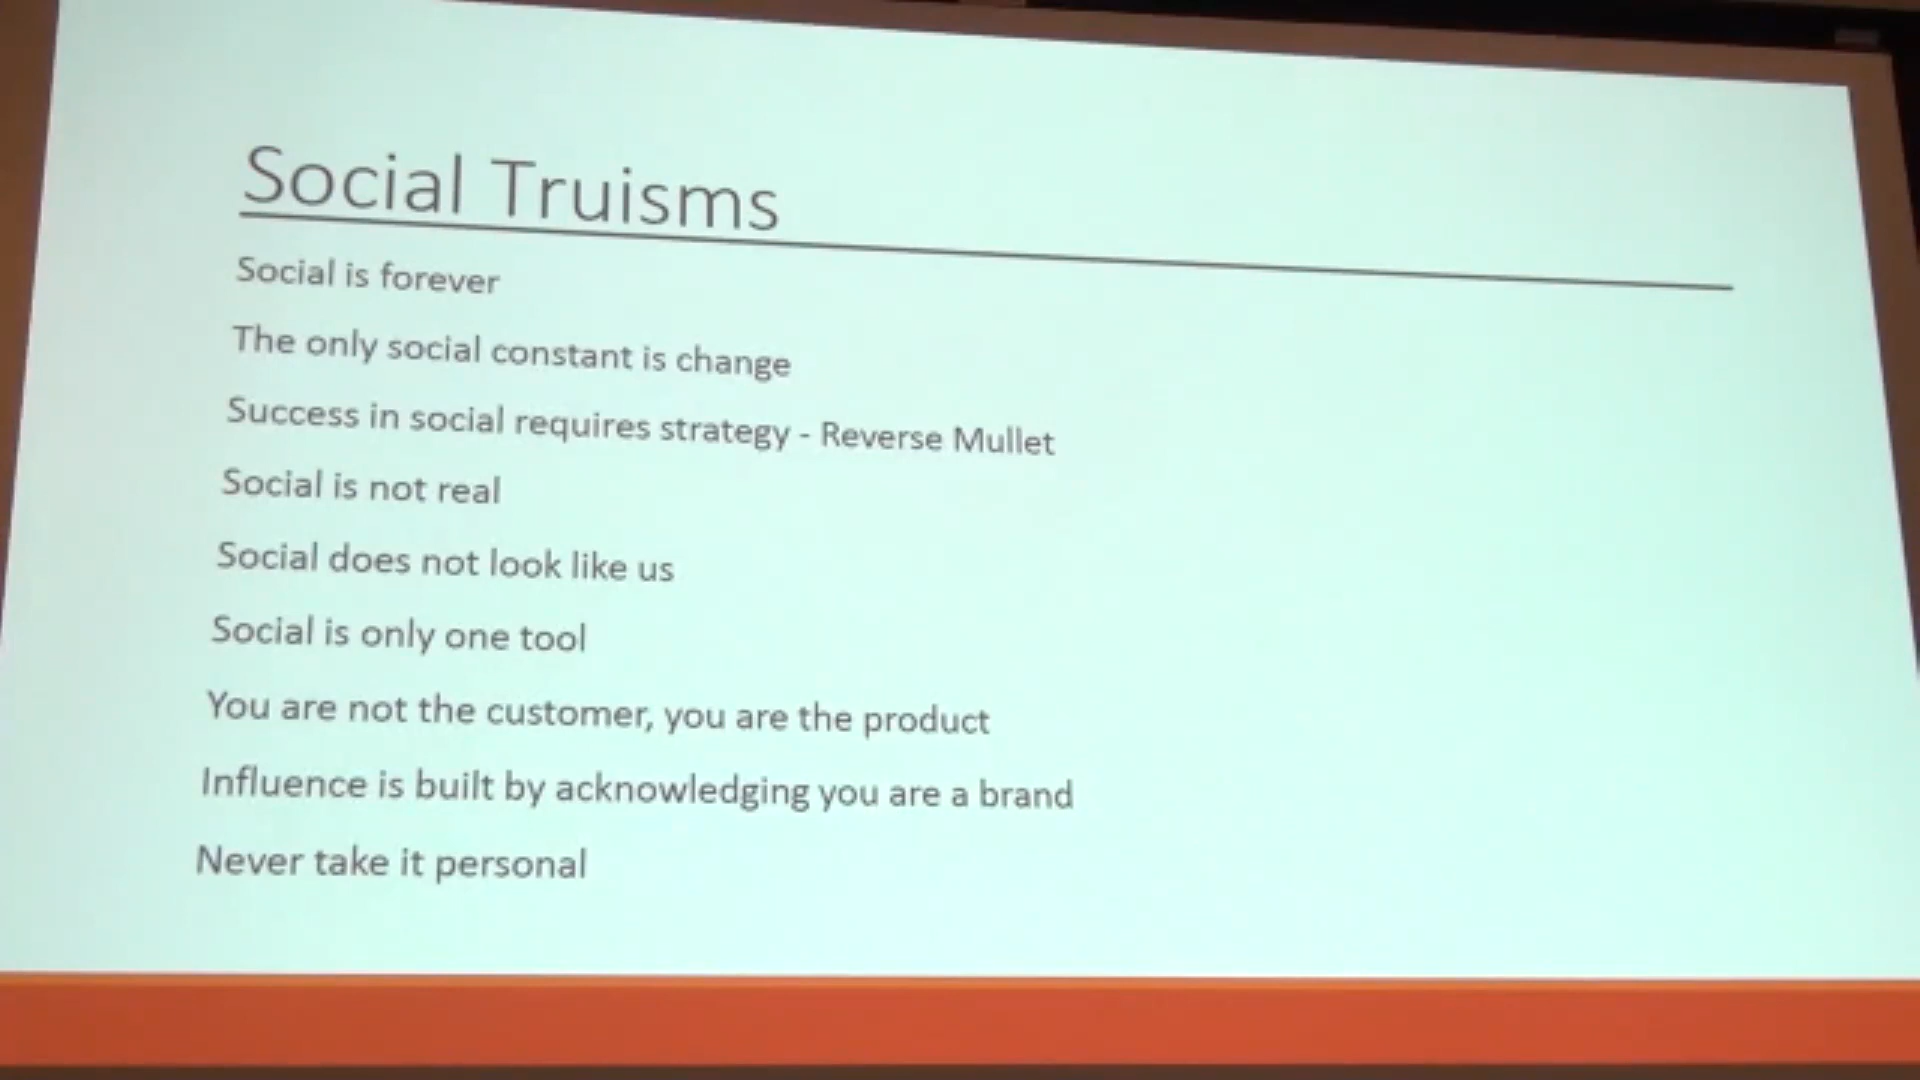 Social Truisms
Social is forever
The only social constant is change
Success in social requires strategy - Reverse Mullet
Social is not real
Social does not look like us
Social is only one tool
You are not the customer, you are the product
Influence is built by acknowledging you are a brand
Never take it personal